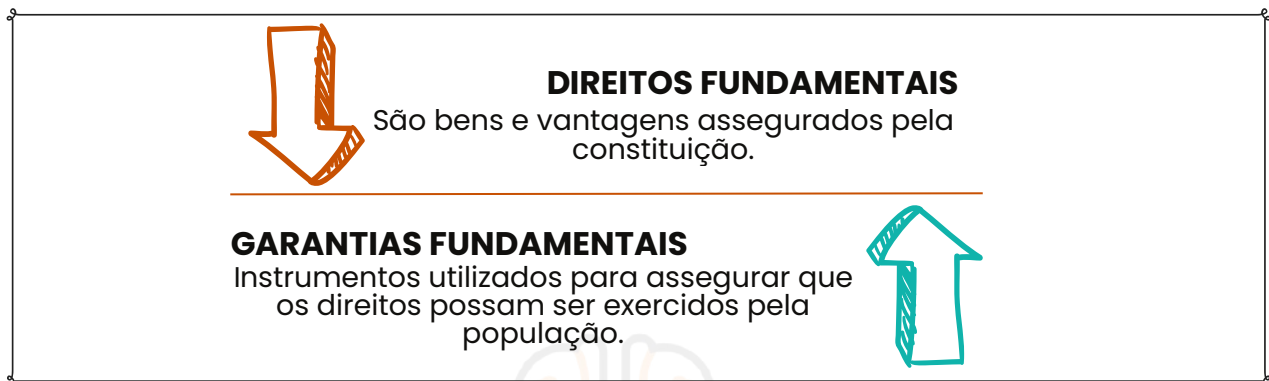 DIREITOS FUNDAMENTAIS
São bens e vantagens assegurados pela
constituição.
GARANTIAS FUNDAMENTAIS
Instrumentos utilizados para assegurar que
os direitos possam ser exercidos pela
população.